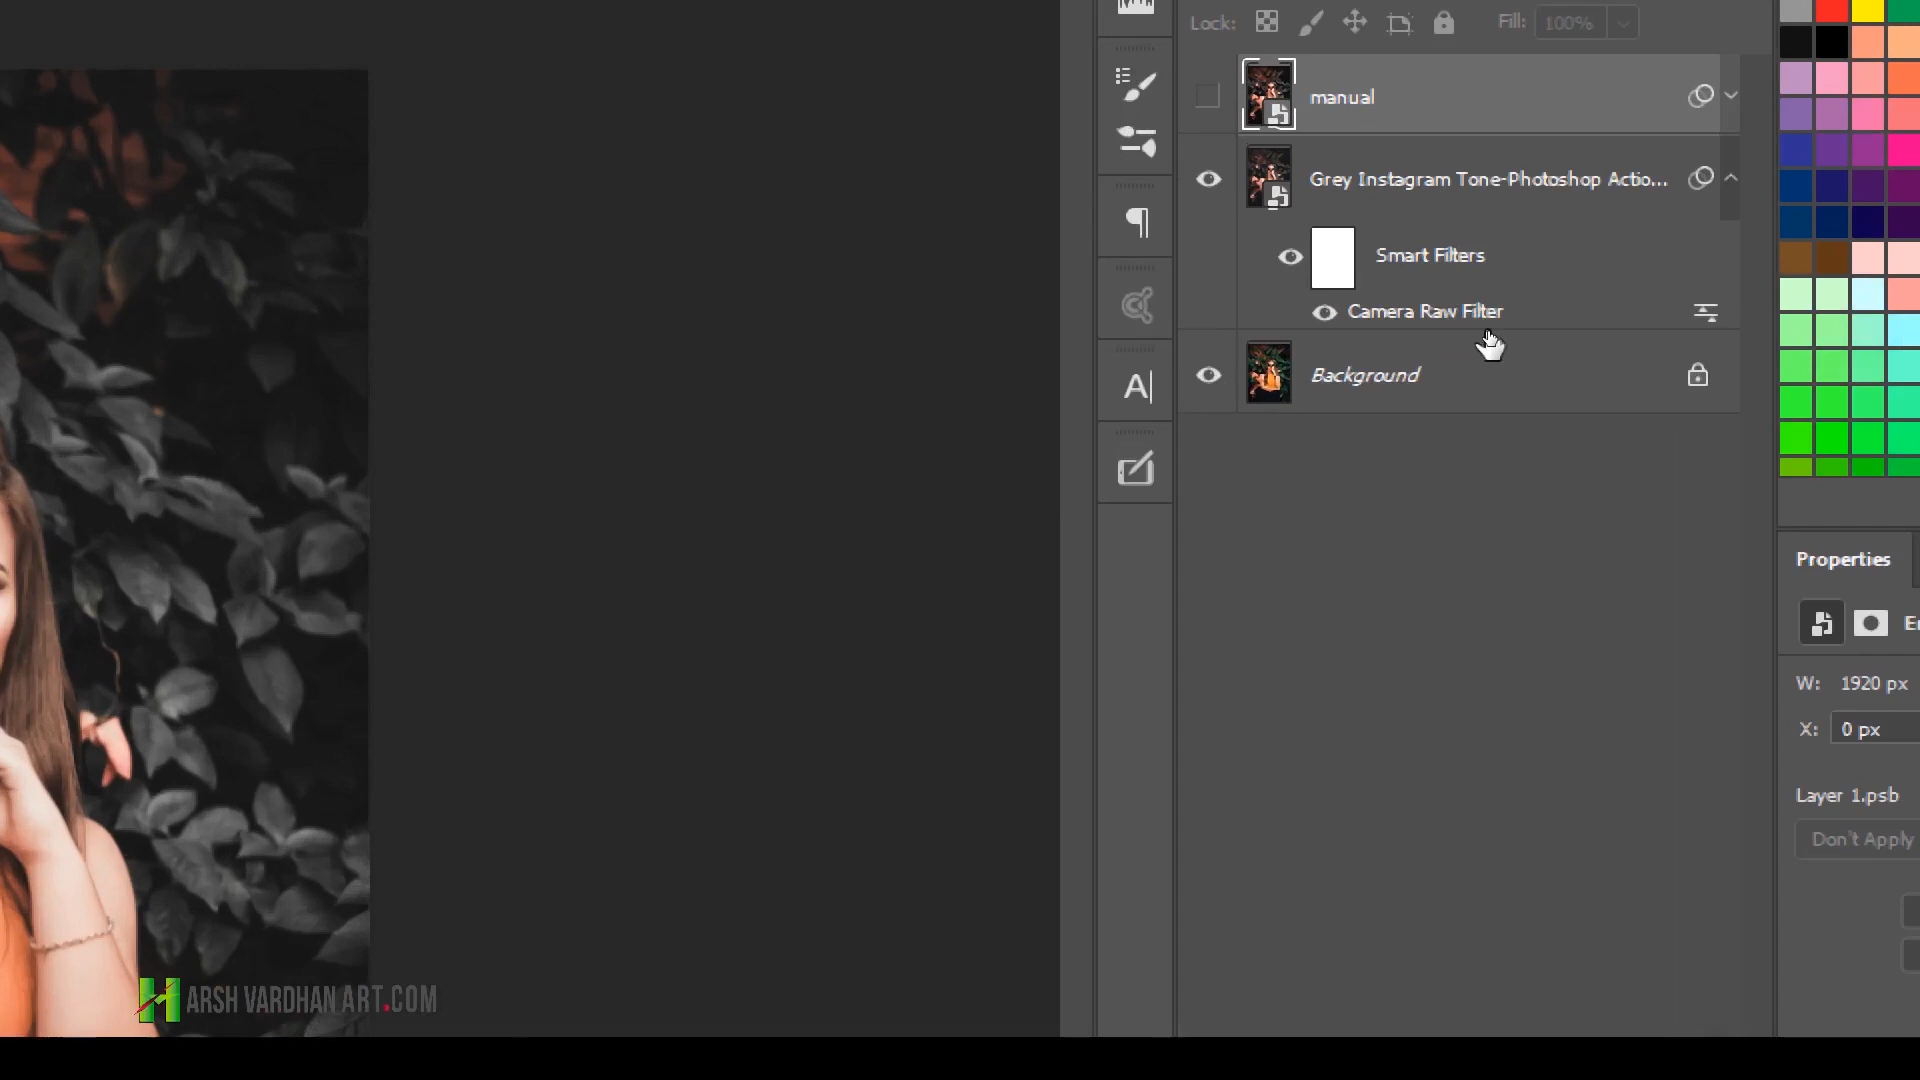 Lock:
Fill: 100%
manual
Grey Instagram Tone-Photoshop Actio...
Smart Filters
Camera Raw Filter
Background
Properties
W: 1920 px
X: 0 px
Layer 1.psb
Don't Apply
ARSH VARDHAN ART.COM